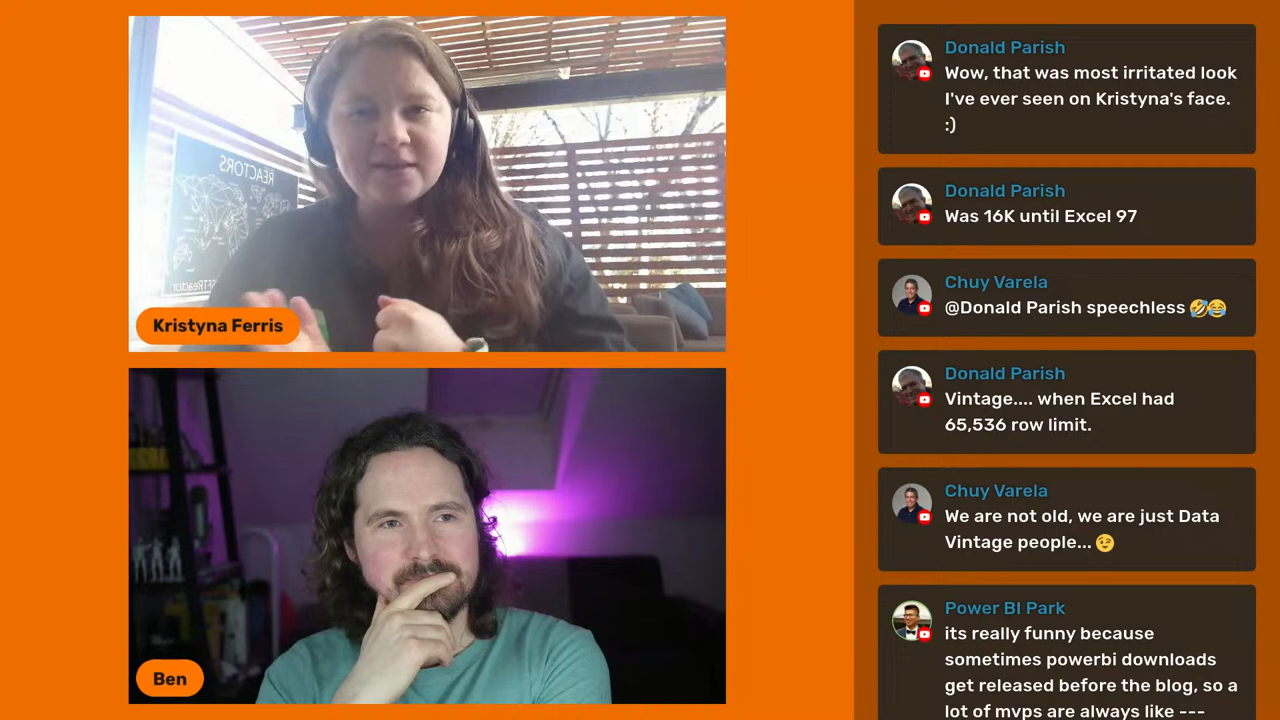 REACTORS
Kristyna Ferris
Ben
Donald Parish
Wow, that was most irritated look
I've ever seen on Kristyna's face.
:)
Donald Parish
Was 16K until Excel 97
Chuy Varela
@Donald Parish speechless 🤣😂
Donald Parish
Vintage.... when Excel had
65,536 row limit.
Chuy Varela
We are not old, we are just Data
Vintage people... 😉
Power BI Park
its really funny because
sometimes powerbi downloads
get released before the blog, so a
lot of mvps are always like ---